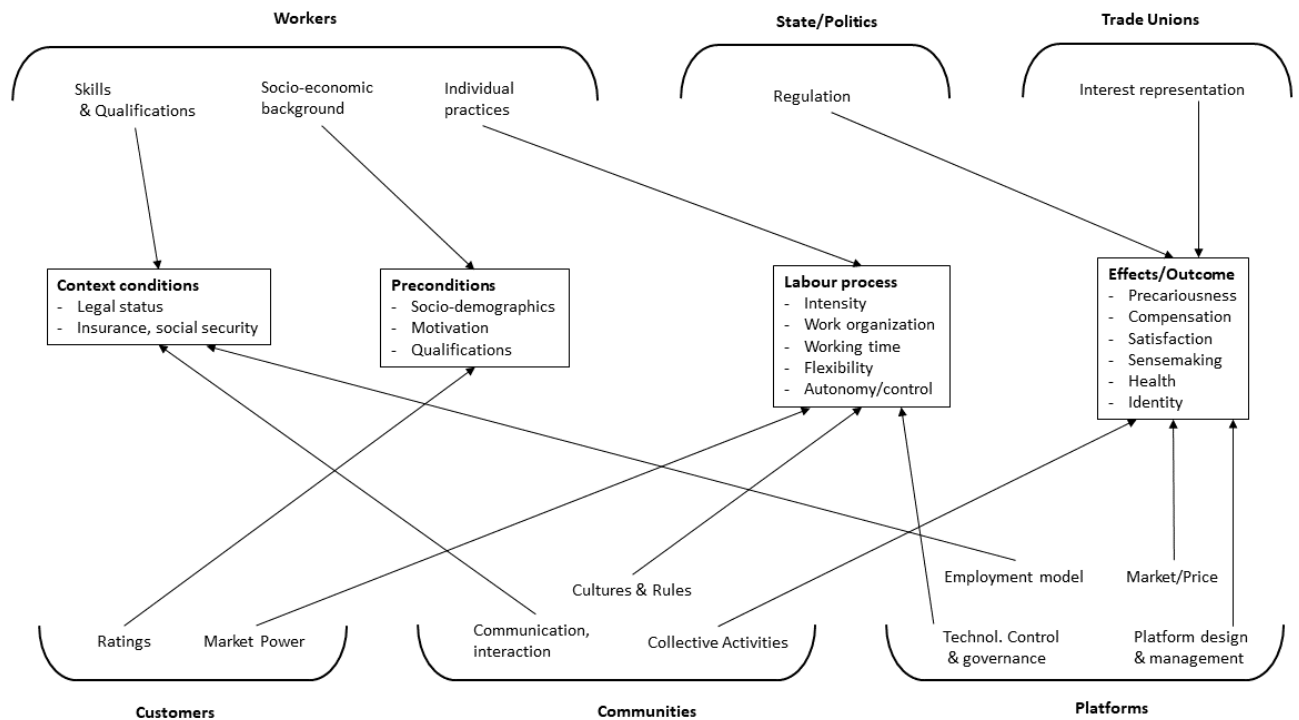 Workers
State/Politics
Trade Unions
Skills
& Qualifications
Socio-economic
background
Individual
practices
Regulation
Interest representation
Context conditions
- Legal status
- Insurance, social security
Preconditions
- Socio-demographics
- Motivation
- Qualifications
Labour process
- Intensity
- Work organization
- Working time
- Flexibility
- Autonomy/control
Effects/Outcome
- Precariousness
- Compensation
- Satisfaction
- Sensemaking
- Health
- Identity
Ratings
Market Power
Communication,
interaction
Cultures & Rules
Collective Activities
Employment model
Market/Price
Technol. Control
& governance
Platform design
& management
Customers
Communities
Platforms